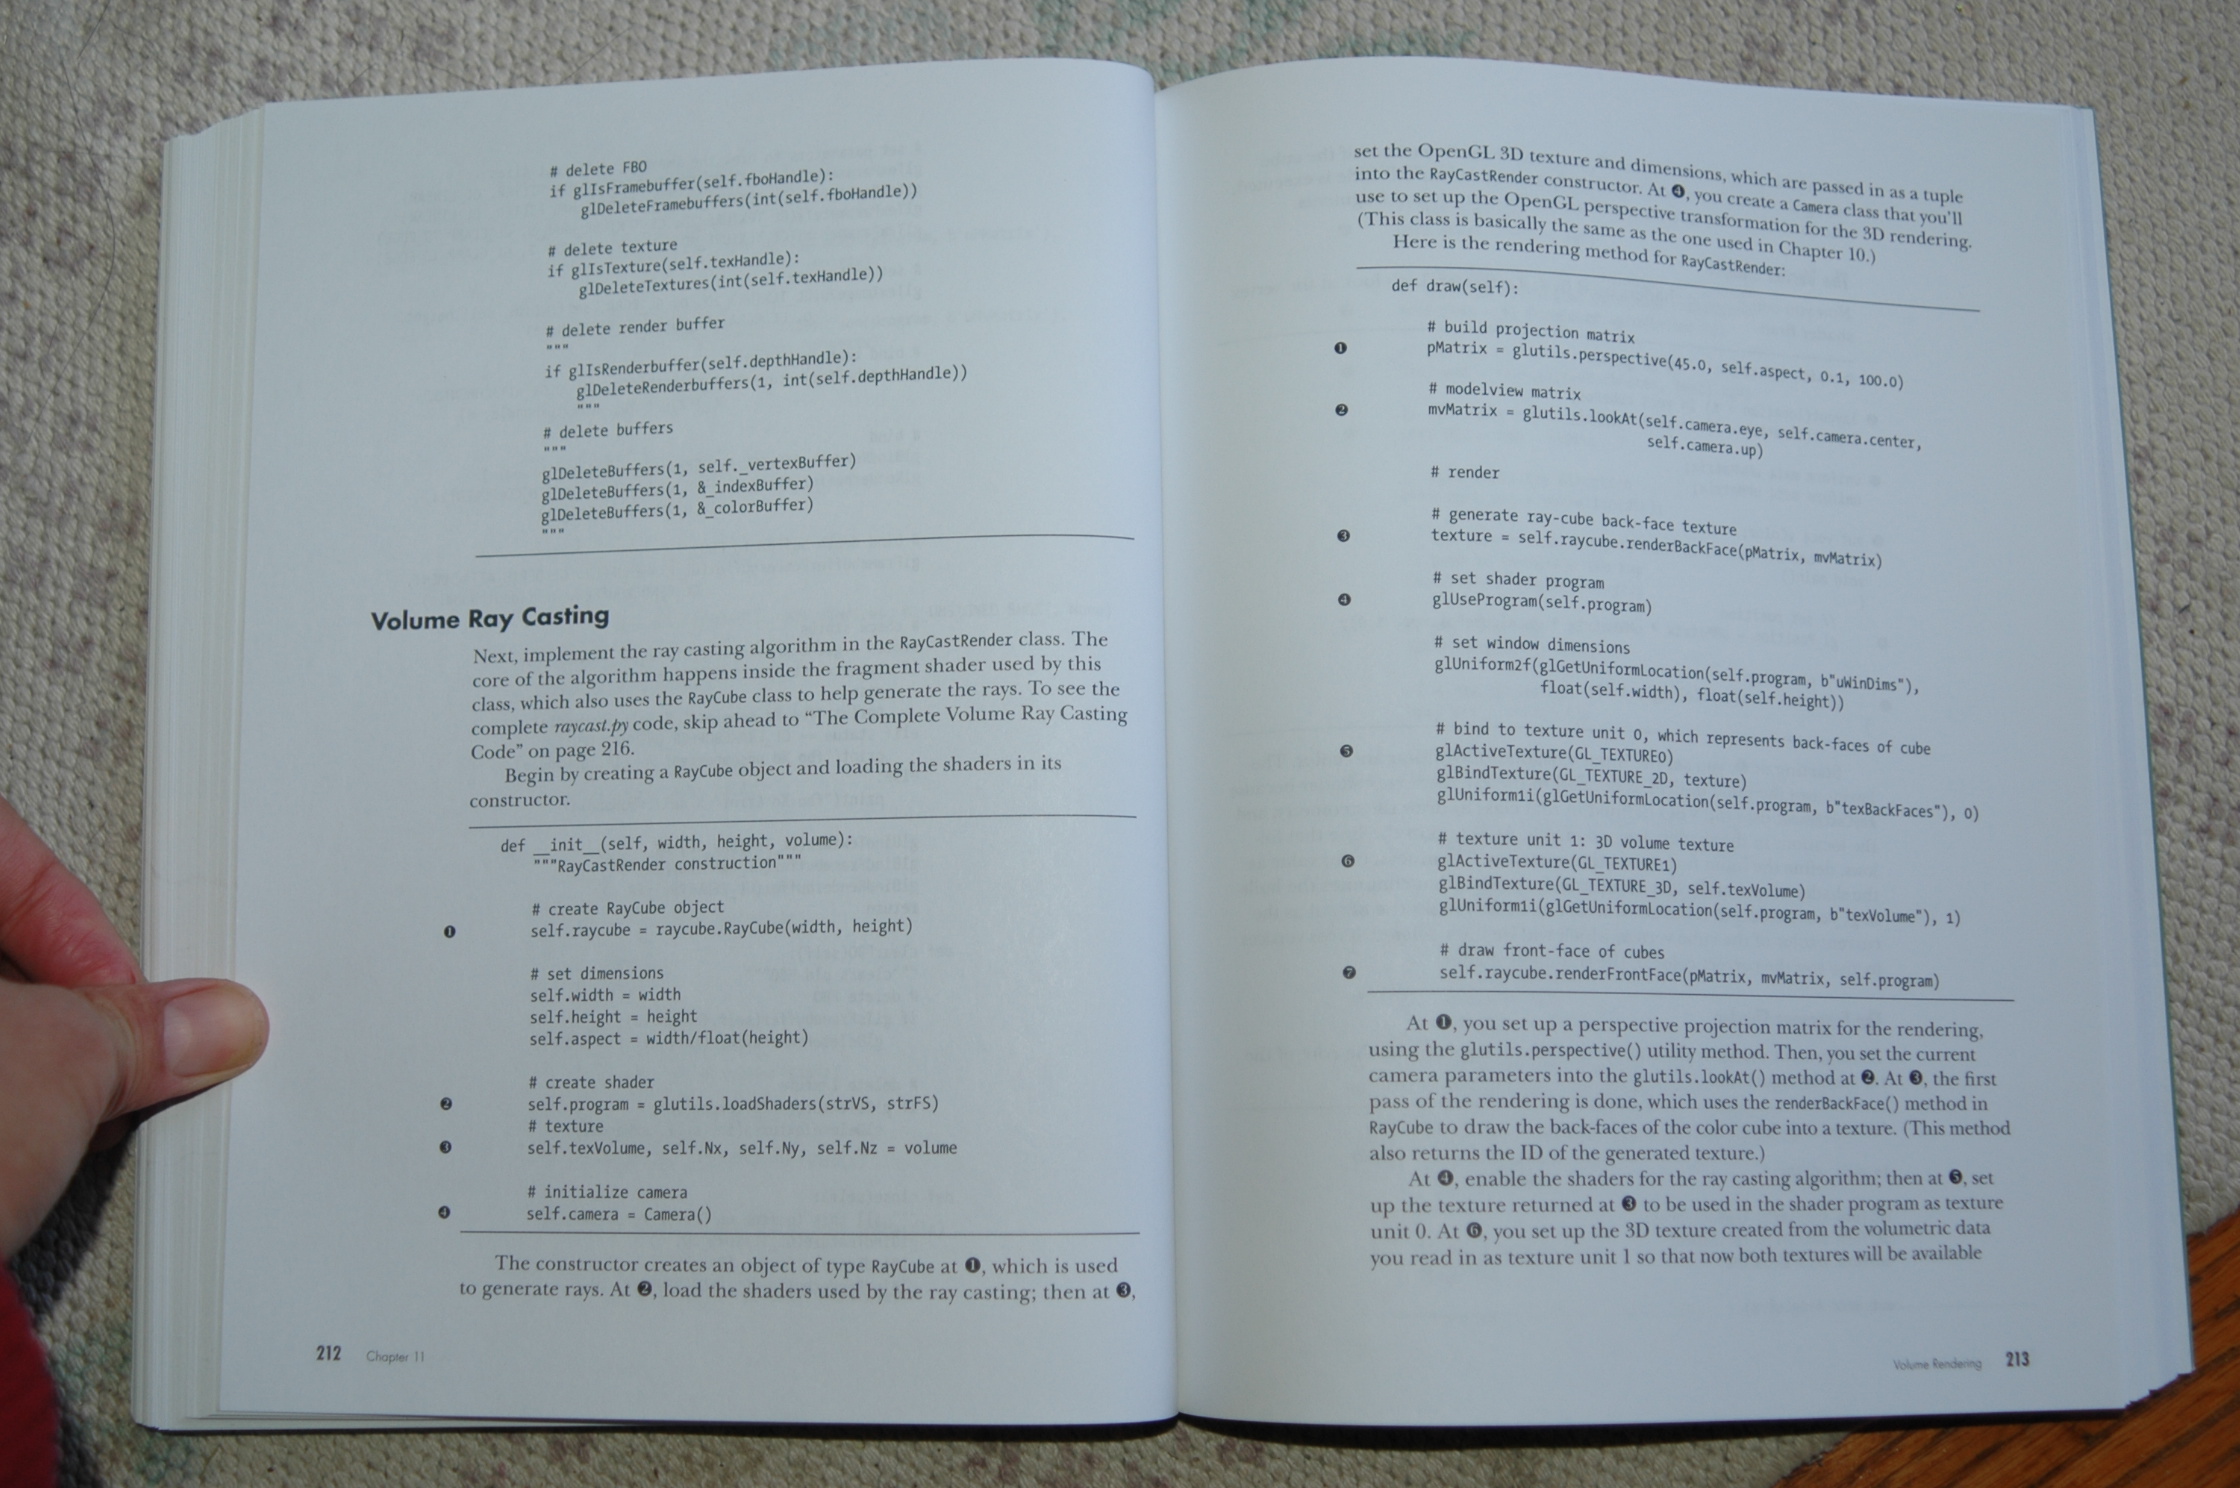 # delete FBO
if glIsFramebuffer(self.fboHandle):
    glDeleteFramebuffers(int(self.fboHandle))
# delete texture
if glIsTexture(self.texHandle):
    glDeleteTextures(int(self.texHandle))
# delete render buffer
"""
if glIsRenderbuffer(self.depthHandle):
    glDeleteRenderbuffers(1, int(self.depthHandle))
    """
# delete buffers
"""
glDeleteBuffers(1, self._vertexBuffer)
glDeleteBuffers(1, &_indexBuffer)
glDeleteBuffers(1, &_colorBuffer)
"""
Volume Ray Casting
Next, implement the ray casting algorithm in the RayCastRender class. The
core of the algorithm happens inside the fragment shader used by this
class, which also uses the RayCube class to help generate the rays. To see the
complete raycast.py code, skip ahead to “The Complete Volume Ray Casting
Code” on page 216.
Begin by creating a RayCube object and loading the shaders in its
constructor.
def __init__(self, width, height, volume):
    """RayCastRender construction"""
    # create RayCube object
❶ self.raycube = raycube.RayCube(width, height)
    # set dimensions
    self.width = width
    self.height = height
    self.aspect = width/float(height)
    # create shader
❷ self.program = glutils.loadShaders(strVS, strFS)
    # texture
❸ self.texVolume, self.Nx, self.Ny, self.Nz = volume
    # initialize camera
❹ self.camera = Camera()
The constructor creates an object of type RayCube at ❶, which is used
to generate rays. At ❷, load the shaders used by the ray casting; then at ❸,
212 Chapter 11
set the OpenGL 3D texture and dimensions, which are passed in as a tuple
into the RayCastRender constructor. At ❹, you create a Camera class that you'll
use to set up the OpenGL perspective transformation for the 3D rendering.
(This class is basically the same as the one used in Chapter 10.)
Here is the rendering method for RayCastRender:
def draw(self):
    # build projection matrix
❶ pMatrix = glutils.perspective(45.0, self.aspect, 0.1, 100.0)
    # modelview matrix
❷ mvMatrix = glutils.lookAt(self.camera.eye, self.camera.center,
                          self.camera.up)
    # render
    # generate ray-cube back-face texture
❸ texture = self.raycube.renderBackFace(pMatrix, mvMatrix)
    # set shader program
❹ glUseProgram(self.program)
    # set window dimensions
    glUniform2f(glGetUniformLocation(self.program, b"uWinDims"),
                float(self.width), float(self.height))
    # bind to texture unit 0, which represents back-faces of cube
❺ glActiveTexture(GL_TEXTURE0)
    glBindTexture(GL_TEXTURE_2D, texture)
    glUniform1i(glGetUniformLocation(self.program, b"texBackFaces"), 0)
    # texture unit 1: 3D volume texture
❻ glActiveTexture(GL_TEXTURE1)
    glBindTexture(GL_TEXTURE_3D, self.texVolume)
    glUniform1i(glGetUniformLocation(self.program, b"texVolume"), 1)
    # draw front-face of cubes
❼ self.raycube.renderFrontFace(pMatrix, mvMatrix, self.program)
At ❶, you set up a perspective projection matrix for the rendering,
using the glutils.perspective() utility method. Then, you set the current
camera parameters into the glutils.lookAt() method at ❷. At ❸, the first
pass of the rendering is done, which uses the renderBackFace() method in
RayCube to draw the back-faces of the color cube into a texture. (This method
also returns the ID of the generated texture.)
At ❹, enable the shaders for the ray casting algorithm; then at ❺, set
up the texture returned at ❸ to be used in the shader program as texture
unit 0. At ❻, you set up the 3D texture created from the volumetric data
you read in as texture unit 1 so that now both textures will be available
Volume Rendering 213